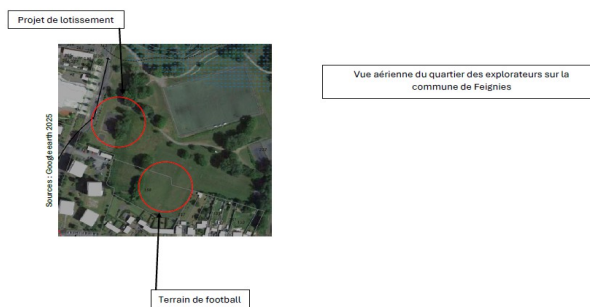 Projet de lotissement
Vue aérienne du quartier des explorateurs sur la
commune de Feignies
Sources : Google earth 2025
Terrain de football